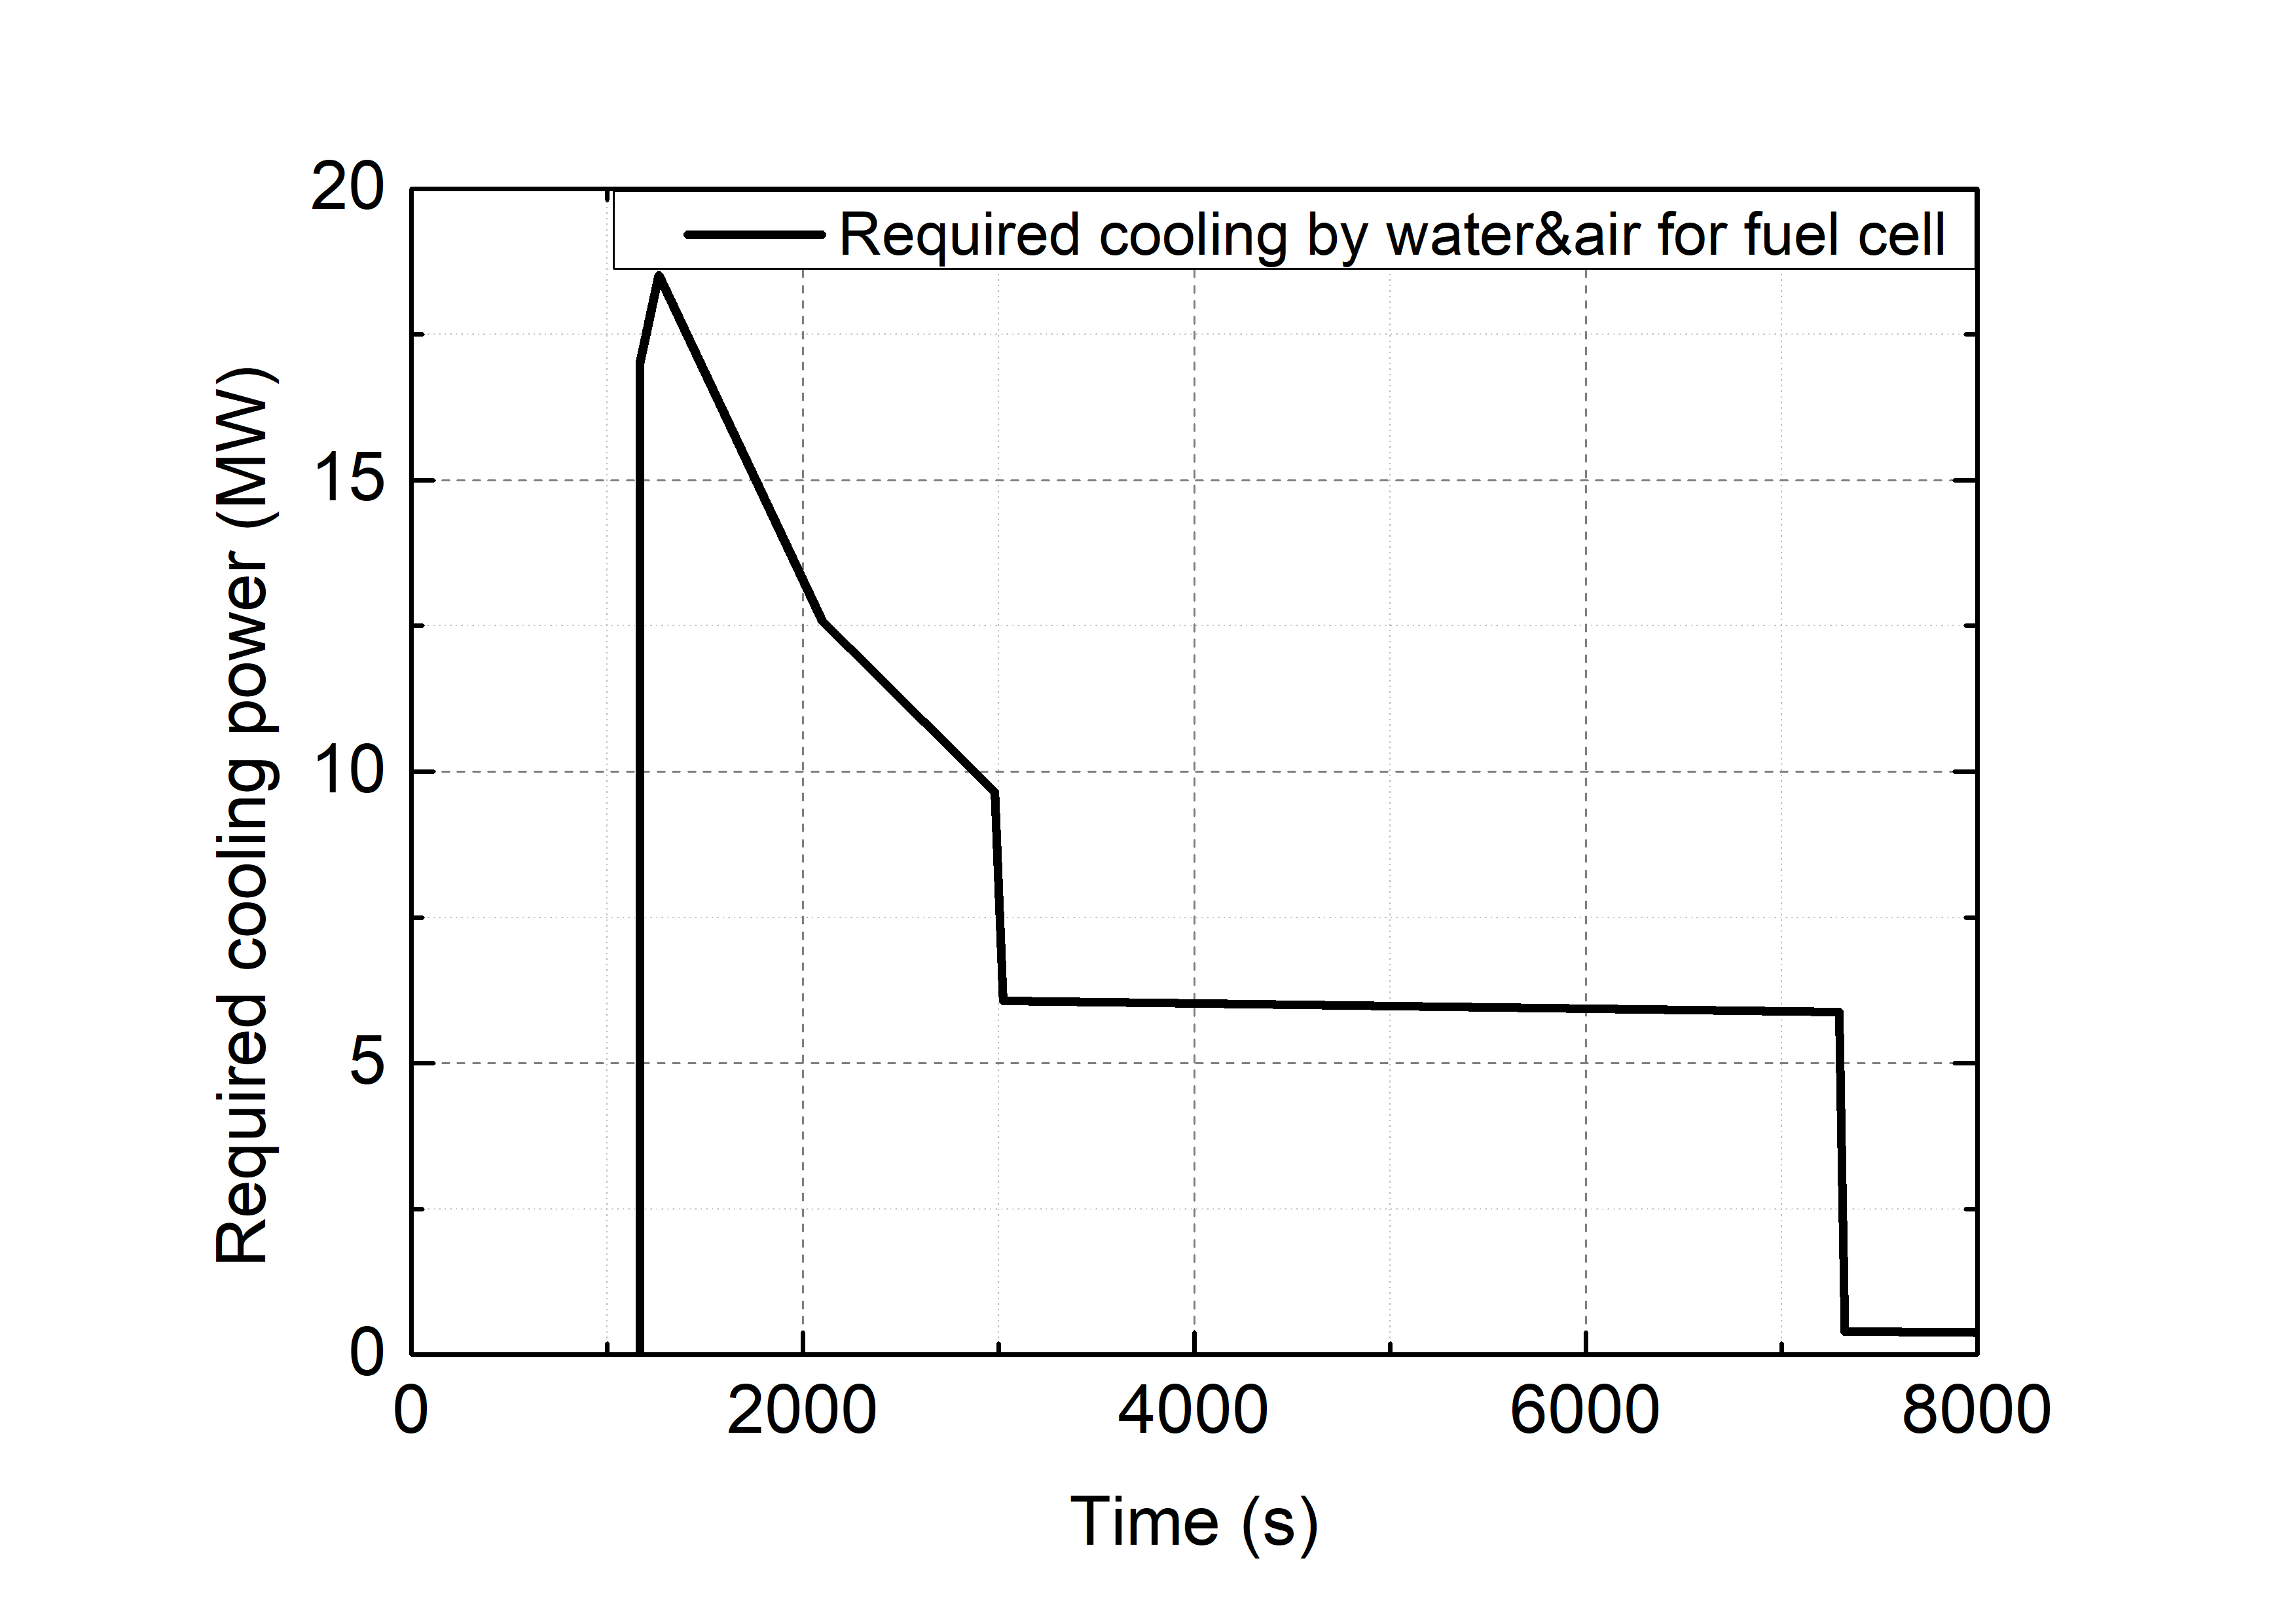 Required cooling by water&air for fuel cell
Required cooling power (MW)
20
15
10
5
0
0 2000 4000 6000 8000
Time (s)